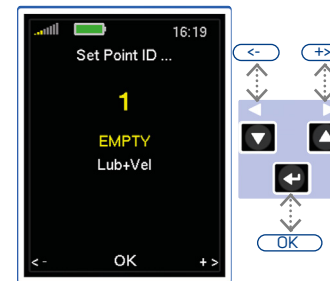 16:19
Set Point ID ...
1
EMPTY
Lub+Vel
<- OK +>
<-
+>
OK